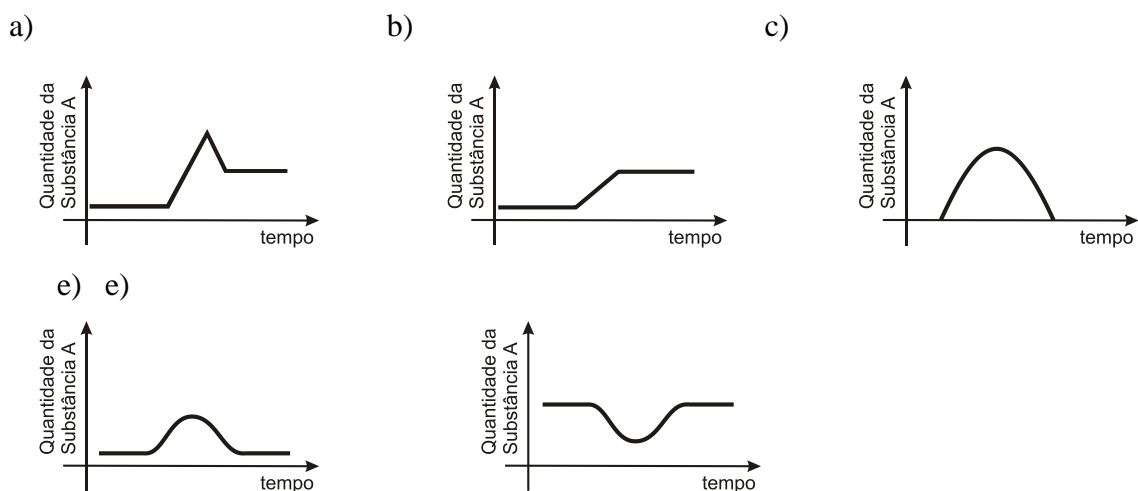 a)
b)
c)
Quantidade da
Substância A
tempo
Quantidade da
Substância A
tempo
Quantidade da
Substância A
tempo
e) e)
Quantidade da
Substância A
tempo
Quantidade da
Substância A
tempo